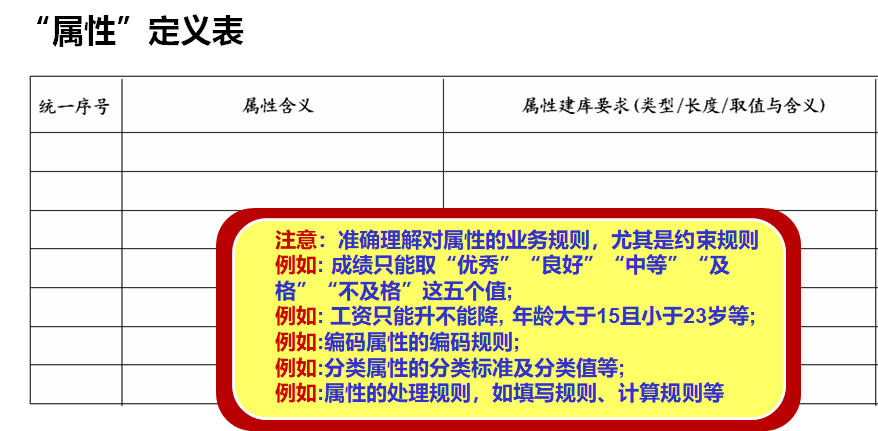 “属性”定义表
统一序号 属性含义 属性建库要求(类型/长度/取值与含义)
注意：准确理解对属性的业务规则，尤其是约束规则
例如: 成绩只能取“优秀”“良好”“中等”“及
格”“不及格”这五个值;
例如: 工资只能升不能降, 年龄大于15且小于23岁等;
例如:编码属性的编码规则;
例如:分类属性的分类标准及分类值等;
例如:属性的处理规则，如填写规则、计算规则等